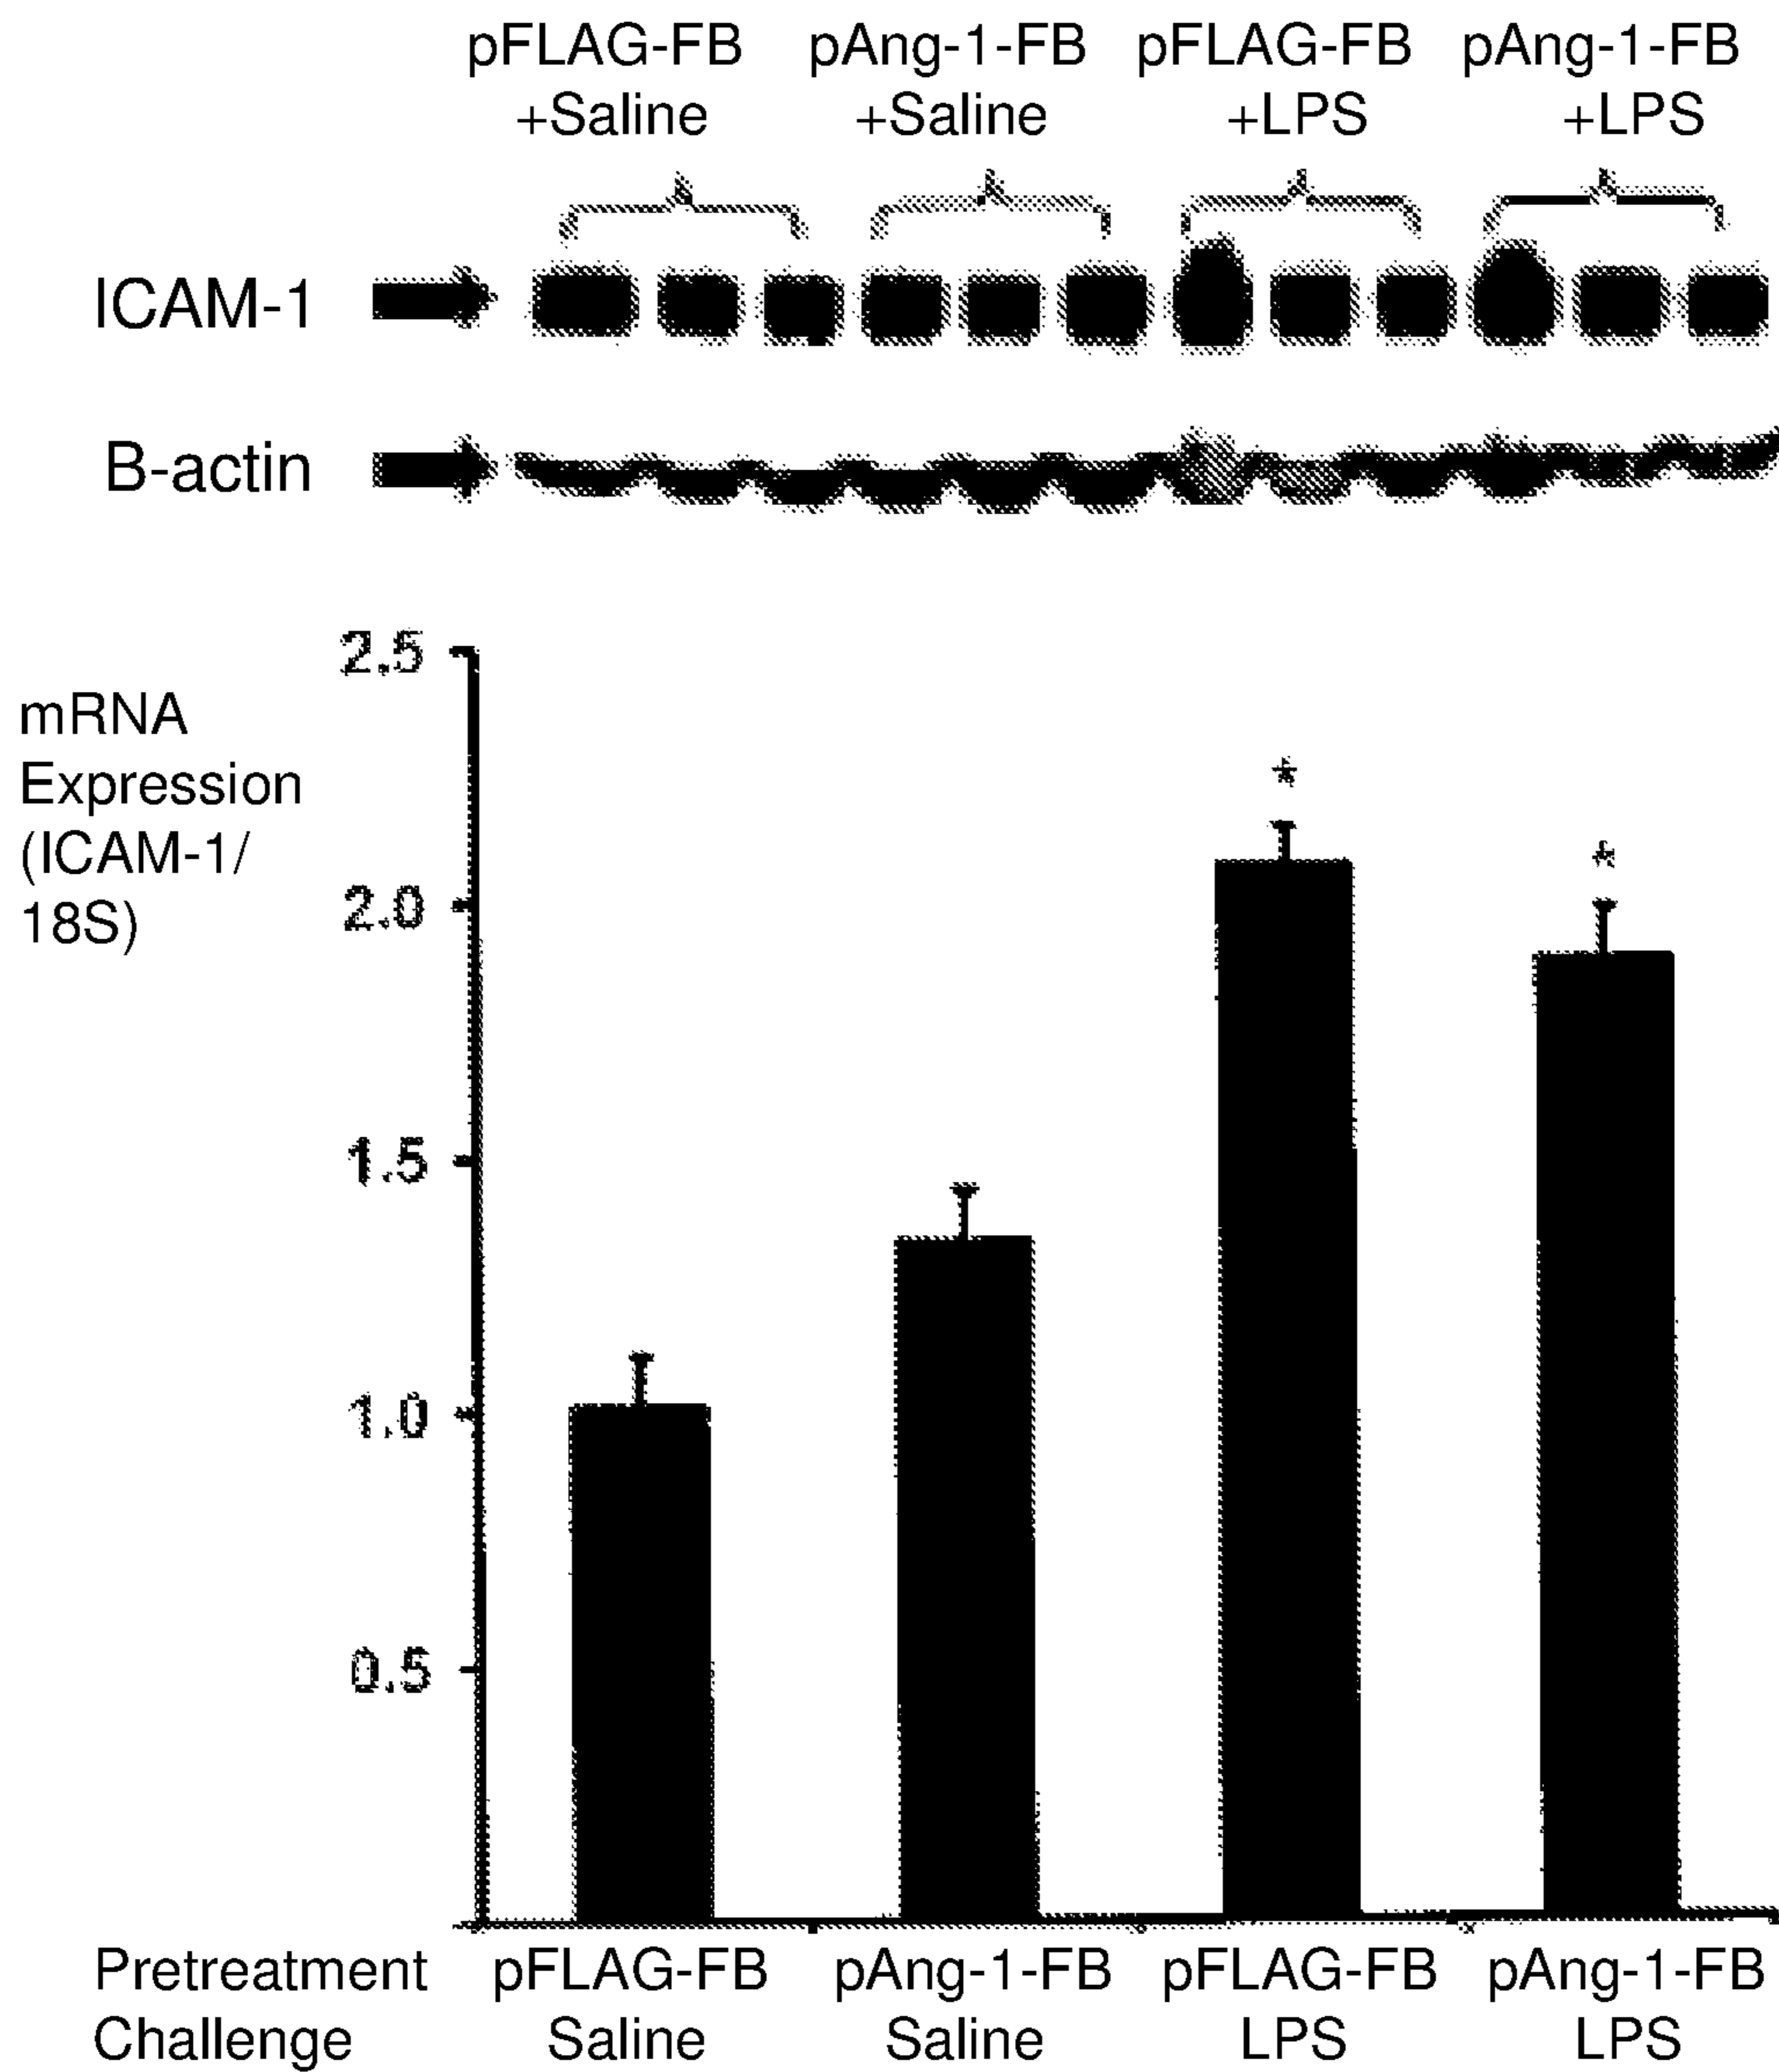 pFLAG-FB pAng-1-FB pFLAG-FB pAng-1-FB
+Saline +Saline +LPS +LPS
ICAM-1
B-actin
2.5
mRNA
Expression
(ICAM-1/
18S)
2.0
1.5
1.0
0.5
*
*
Pretreatment pFLAG-FB pAng-1-FB pFLAG-FB pAng-1-FB
Challenge Saline Saline LPS LPS